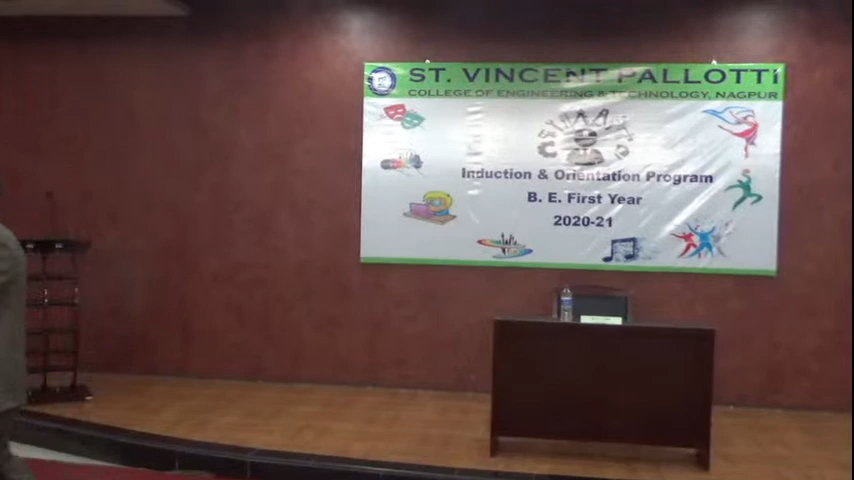 ST. VINCENT PALLOTTI
COLLEGE OF ENGINEERING & TECHNOLOGY, NAGPUR
Induction & Orientation Program
B. E. First Year
2020-21